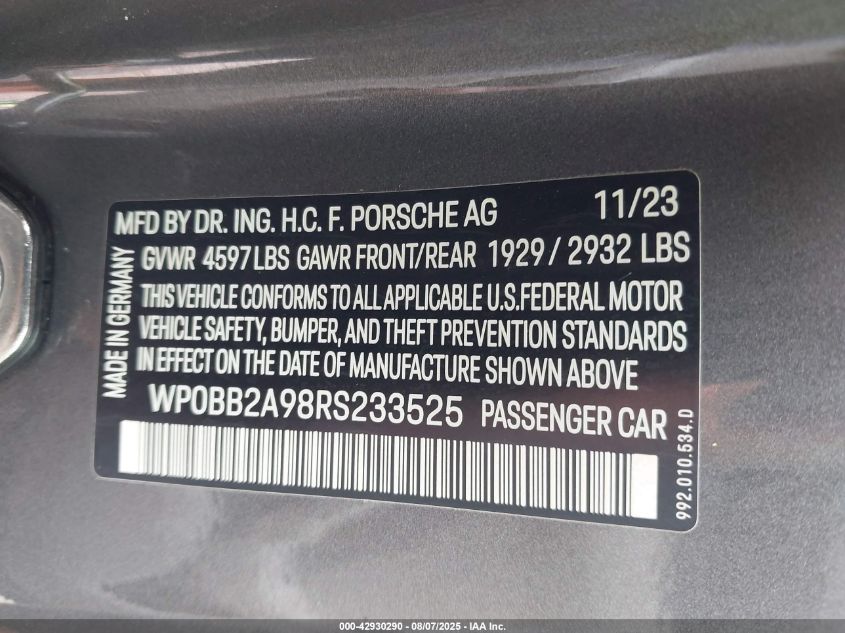 MFD BY DR. ING. H.C. F. PORSCHE AG 11/23
GVWR 4597 LBS GAWR FRONT/REAR 1929 / 2932 LBS
THIS VEHICLE CONFORMS TO ALL APPLICABLE U.S.FEDERAL MOTOR
VEHICLE SAFETY, BUMPER, AND THEFT PREVENTION STANDARDS
IN EFFECT ON THE DATE OF MANUFACTURE SHOWN ABOVE
WP0BB2A98RS233525 PASSENGER CAR
MADE IN GERMANY
992.010.534.D
000-42930290 - 08/07/2025 - IAA Inc.